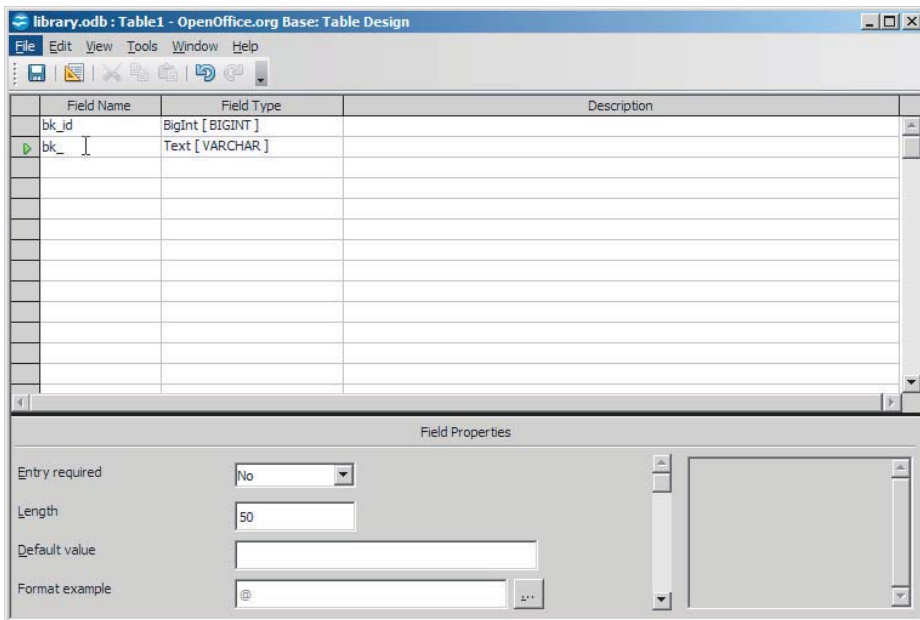 library.odb : Table1 - OpenOffice.org Base: Table Design
File Edit View Tools Window Help
Field Name Field Type Description
bk_id BigInt [ BIGINT ]
bk_ Text [ VARCHAR ]
Field Properties
Entry required No
Length 50
Default value
Format example @ ...